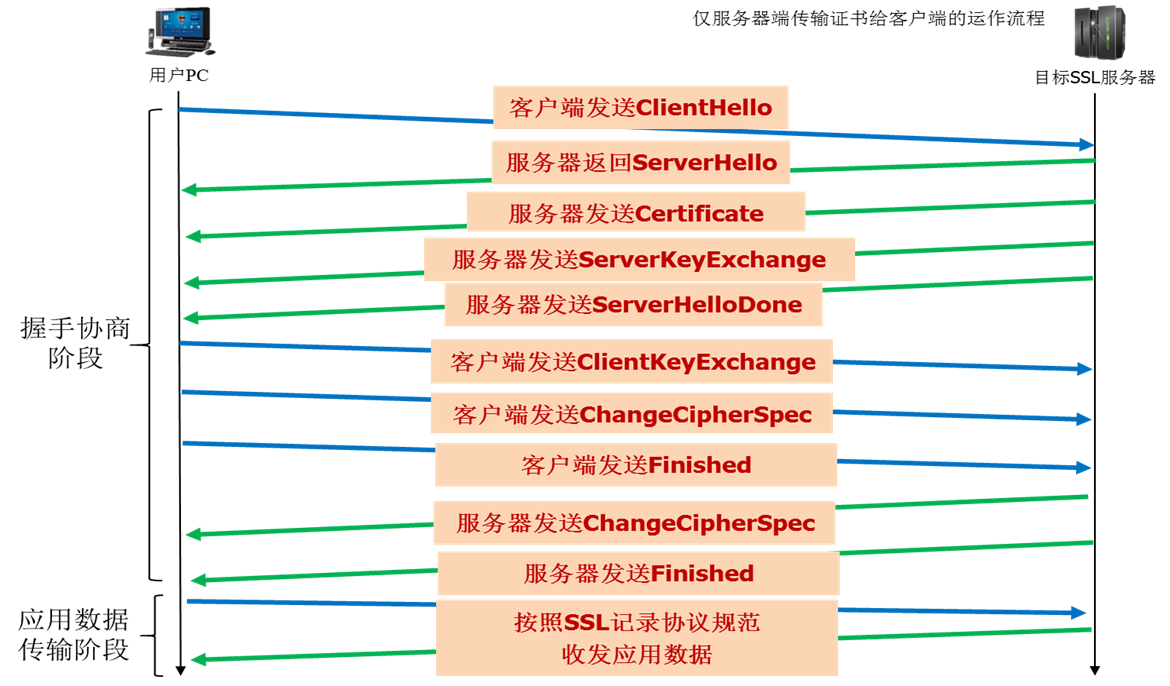 仅服务器端传输证书给客户端的运作流程
用户PC
目标SSL服务器
客户端发送ClientHello
服务器返回ServerHello
服务器发送Certificate
服务器发送ServerKeyExchange
服务器发送ServerHelloDone
握手协商
阶段
客户端发送ClientKeyExchange
客户端发送ChangeCipherSpec
客户端发送Finished
服务器发送ChangeCipherSpec
服务器发送Finished
应用数据
传输阶段
按照SSL记录协议规范
收发应用数据